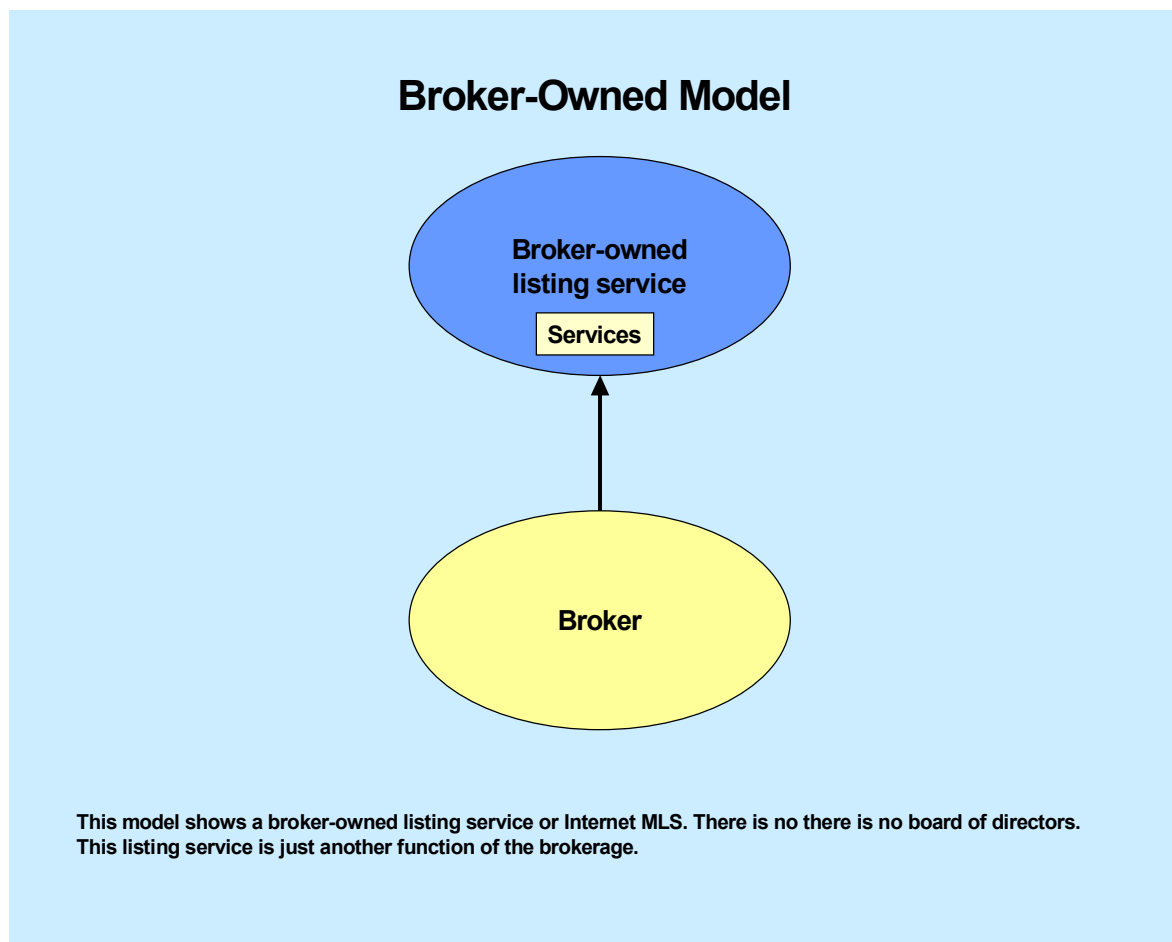 Broker-Owned Model
Broker-owned
listing service
Services
Broker
This model shows a broker-owned listing service or Internet MLS. There is no there is no board of directors.
This listing service is just another function of the brokerage.